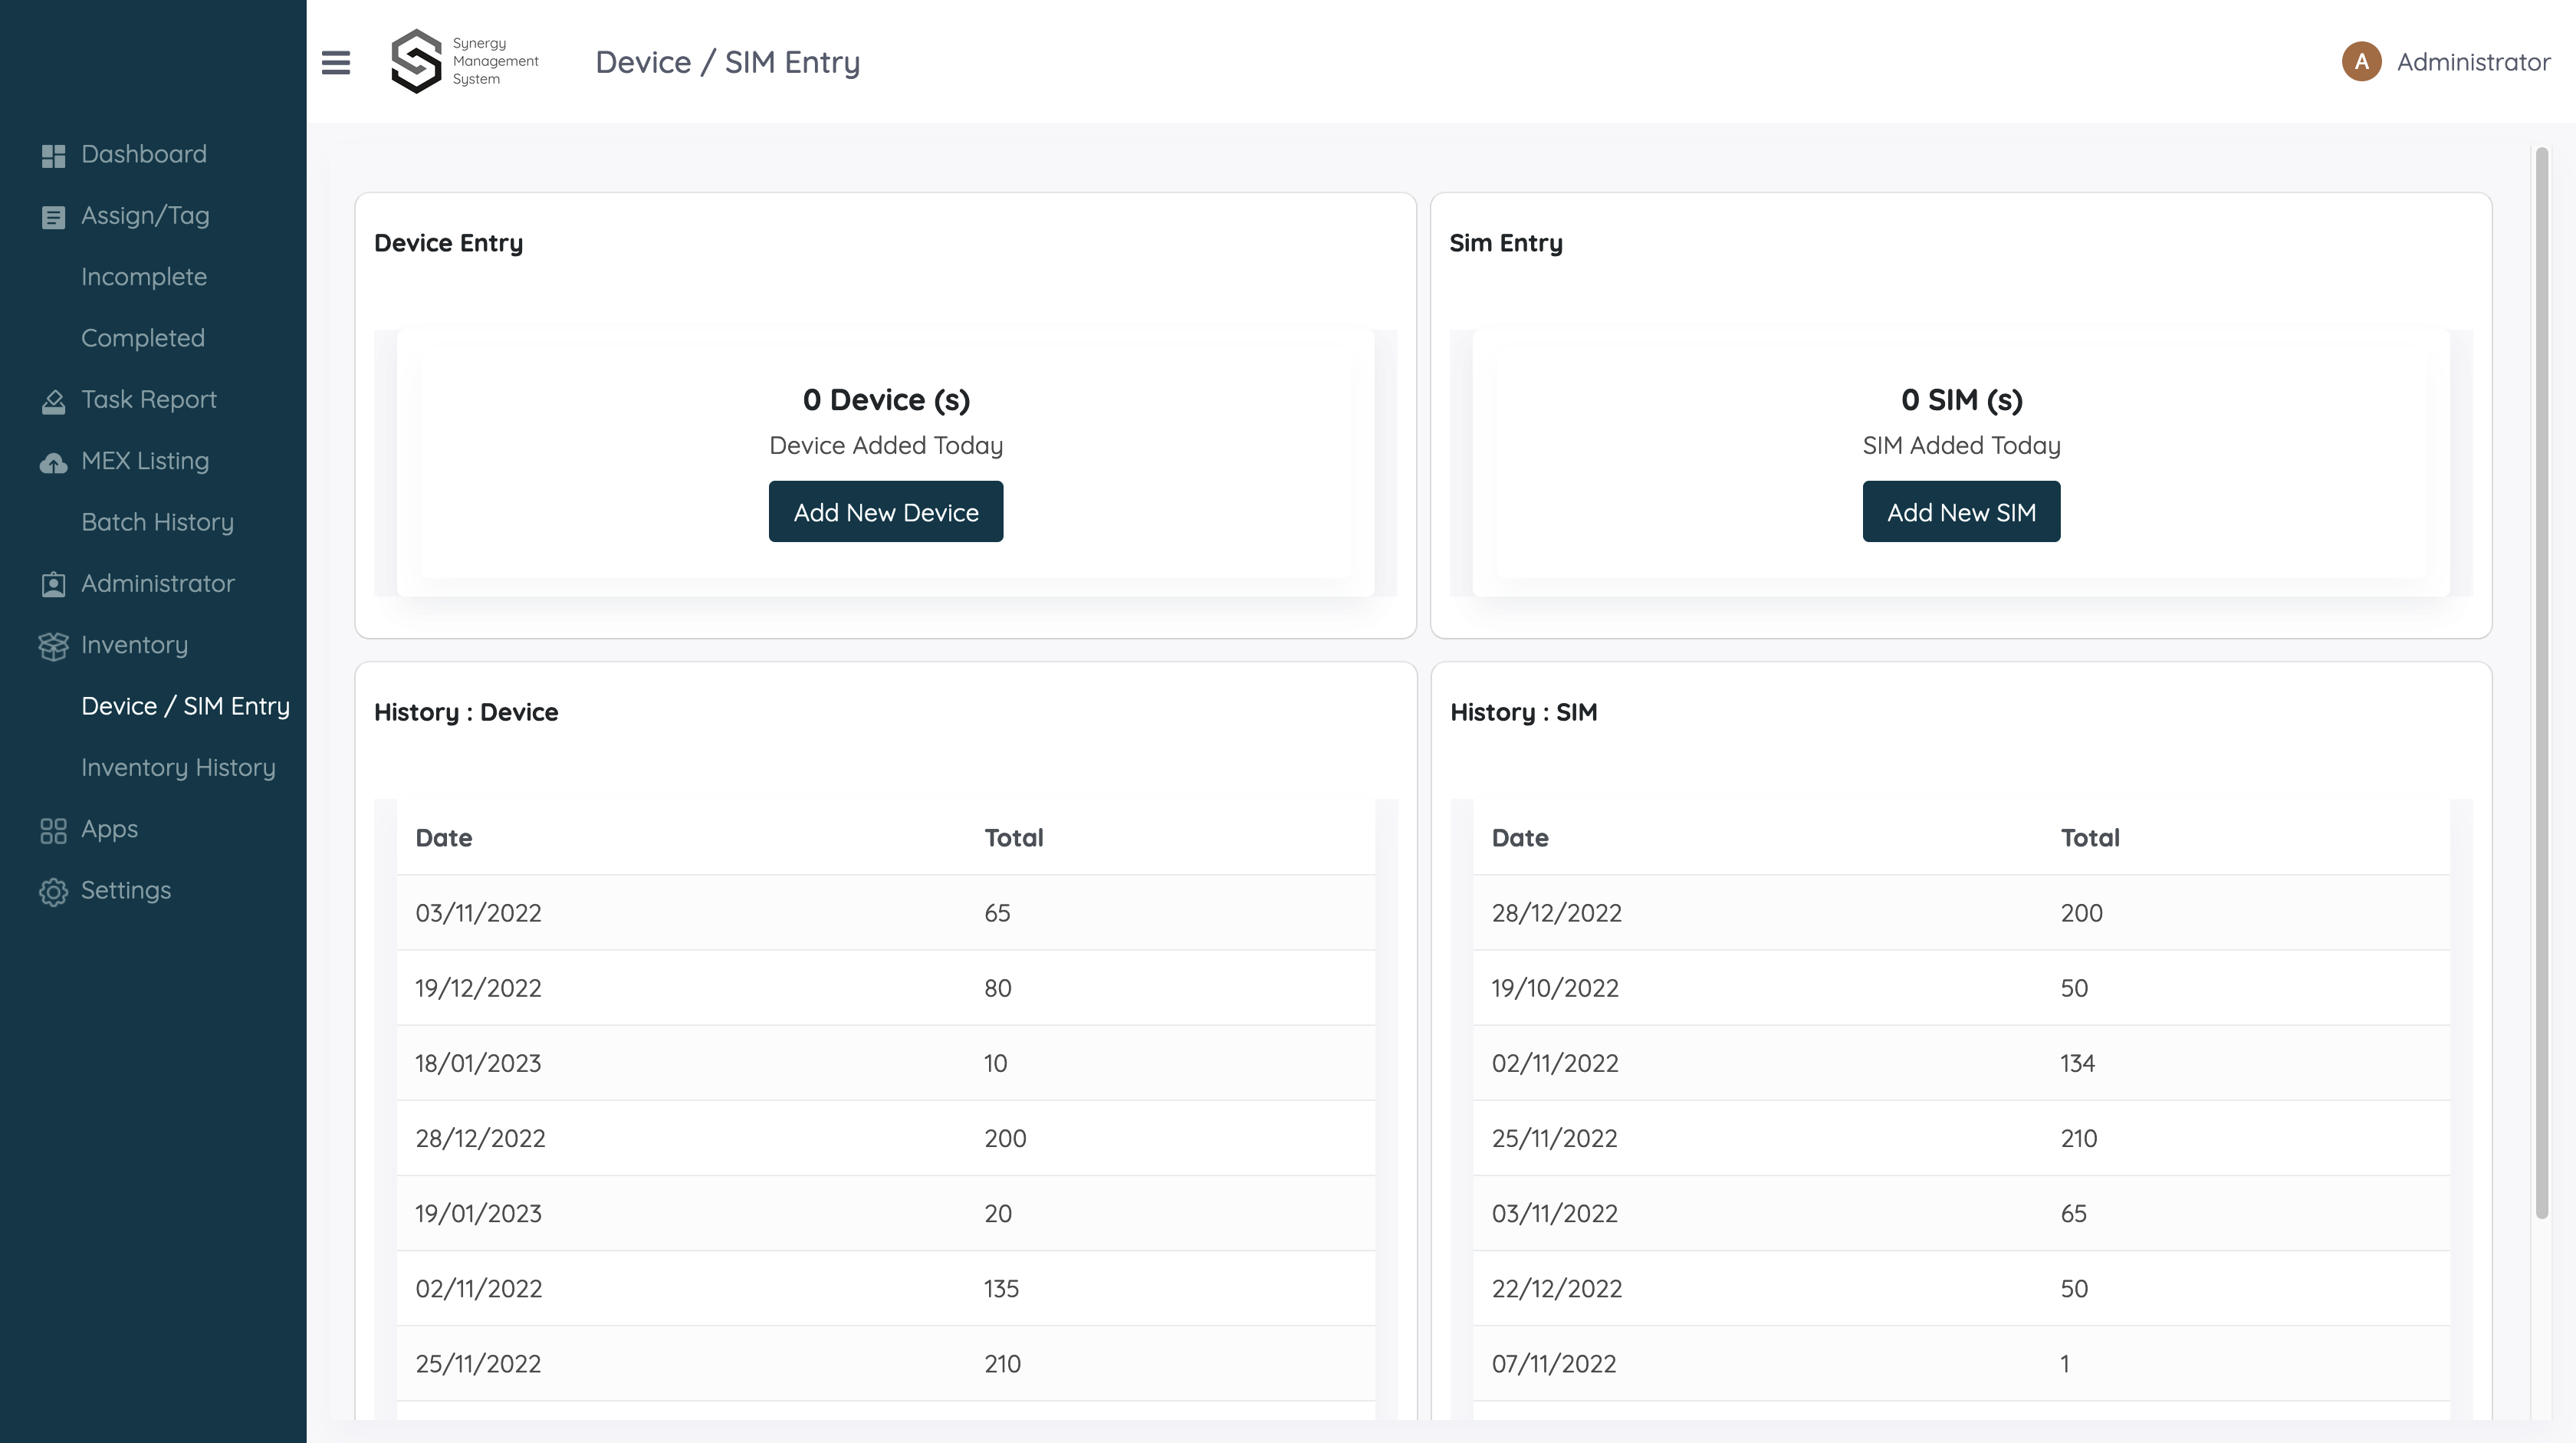 Synergy
Management
System
Device / SIM Entry
A Administrator
Dashboard
Assign/Tag
Incomplete
Completed
Task Report
MEX Listing
Batch History
Administrator
Inventory
Device / SIM Entry
Inventory History
Apps
Settings
Device Entry
0 Device (s)
Device Added Today
Add New Device
Sim Entry
0 SIM (s)
SIM Added Today
Add New SIM
History : Device
Date Total
03/11/2022 65
19/12/2022 80
18/01/2023 10
28/12/2022 200
19/01/2023 20
02/11/2022 135
25/11/2022 210
History : SIM
Date Total
28/12/2022 200
19/10/2022 50
02/11/2022 134
25/11/2022 210
03/11/2022 65
22/12/2022 50
07/11/2022 1